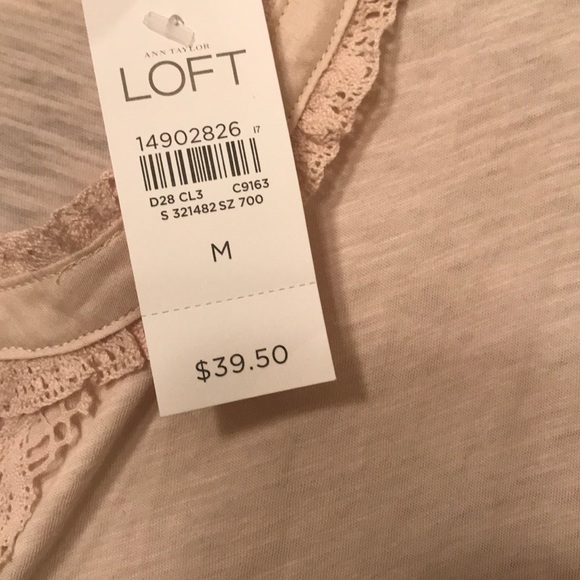 ANN TAYLOR
LOFT
14902826 17
D28 CL3 C9163
S 321482 SZ 700
M
$39.50